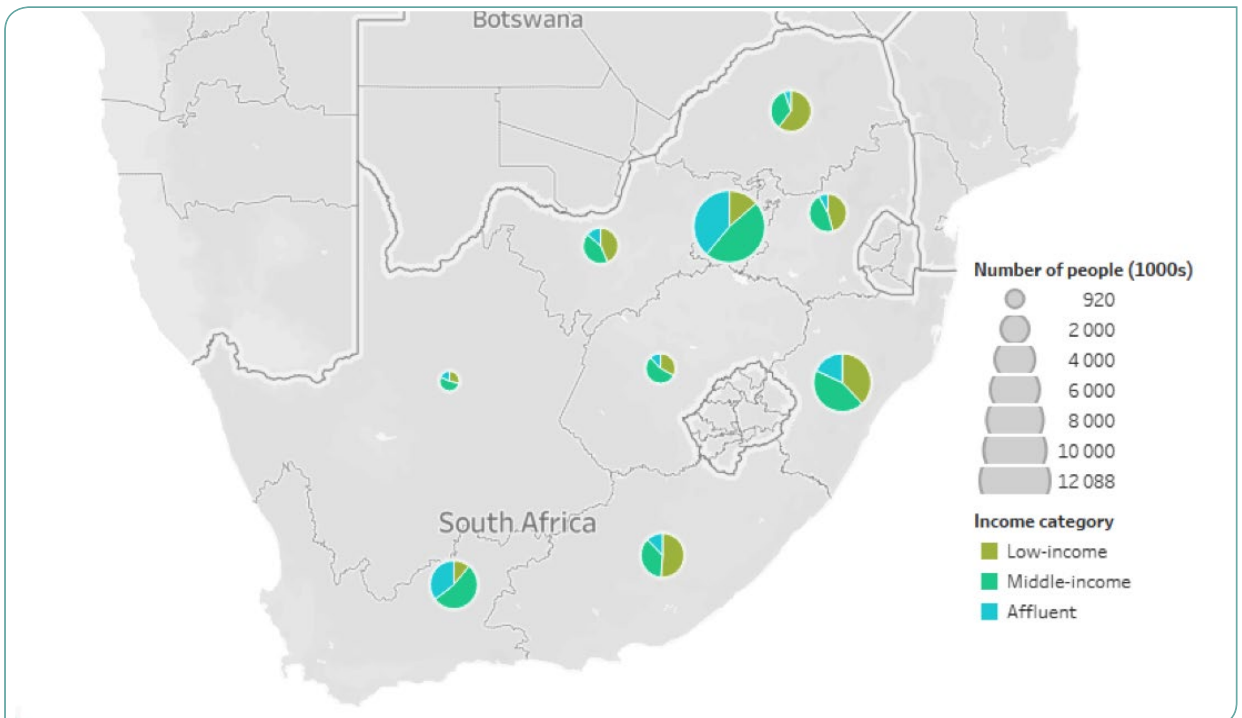 Botswana
Number of people (1000s)
920
2 000
4 000
6 000
8 000
10 000
12 088
South Africa
Income category
Low-income
Middle-income
Affluent